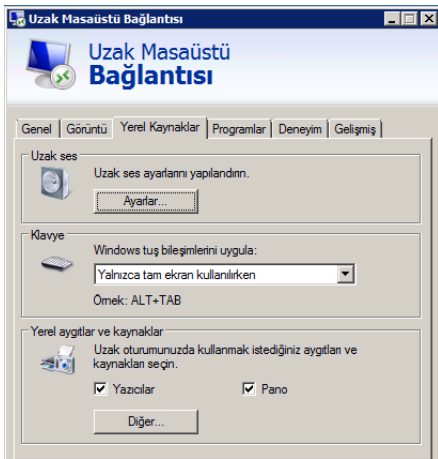 Uzak Masaüstü Bağlantısı
Uzak Masaüstü
Bağlantısı
Genel Görüntü Yerel Kaynaklar Programlar Deneyim Gelişmiş
Uzak ses
Uzak ses ayarlarını yapılandırın.
Ayarlar...
Klavye
Windows tuş bileşimlerini uygula:
Yalnızca tam ekran kullanılırken
Örnek: ALT+TAB
Yerel aygıtlar ve kaynaklar
Uzak oturumunuzda kullanmak istediğiniz aygıtları ve
kaynakları seçin.
Yazıcılar Pano
Diğer...